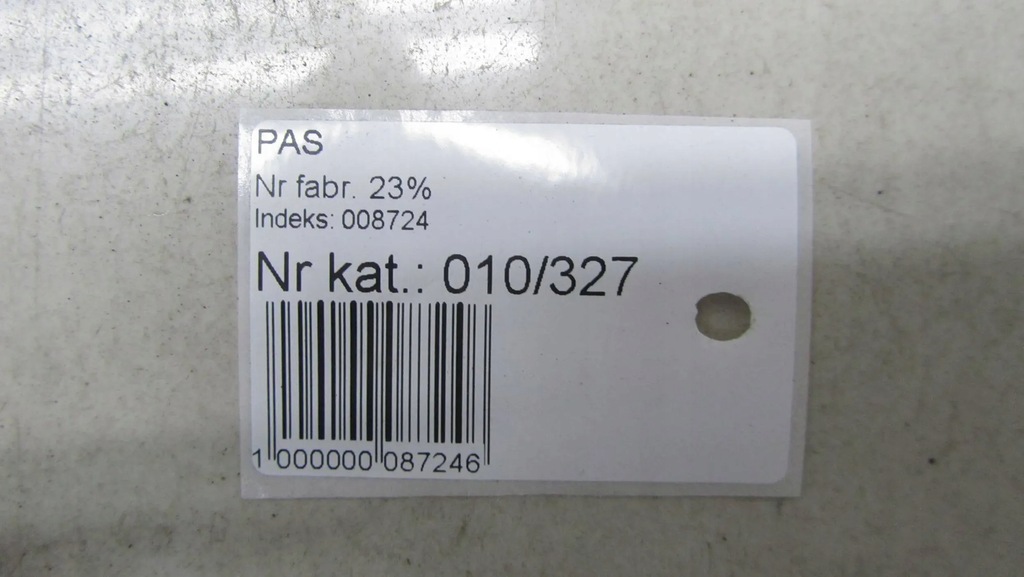 PAS
Nr fabr. 23%
Indeks: 008724
Nr kat.: 010/327
1 000000 087246